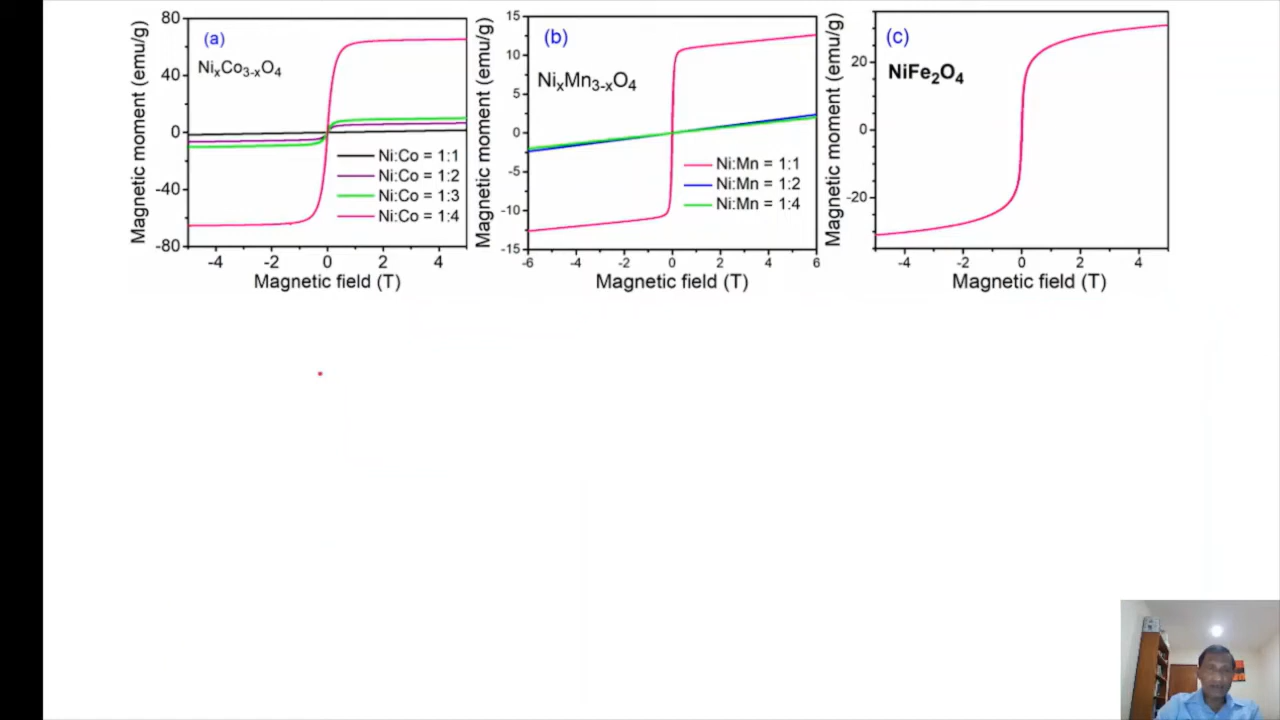 (a)
NixCo3-xO4
Magnetic moment (emu/g)
80
40
0
-40
-80
Ni:Co = 1:1
Ni:Co = 1:2
Ni:Co = 1:3
Ni:Co = 1:4
-4 -2 0 2 4
Magnetic field (T)
(b)
NixMn3-xO4
Magnetic moment (emu/g)
15
10
5
0
-5
-10
-15
Ni:Mn = 1:1
Ni:Mn = 1:2
Ni:Mn = 1:4
-6 -4 -2 0 2 4 6
Magnetic field (T)
(c)
NiFe2O4
Magnetic moment (emu/g)
20
0
-20
-4 -2 0 2 4
Magnetic field (T)